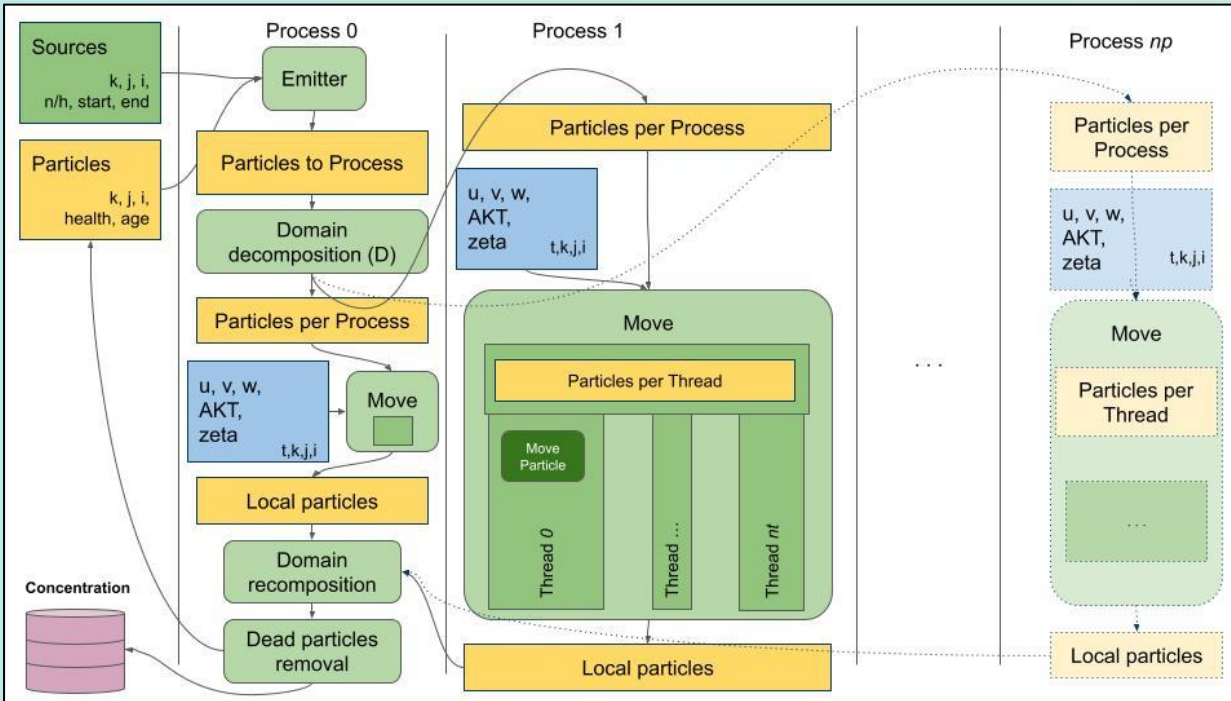 Sources
k, j, i,
n/h, start, end
Particles
k, j, i,
health, age
Concentration
Process 0
Emitter
Particles to Process
Domain
decomposition (D)
Particles per Process
u, v, w,
AKT,
zeta
t,k,j,i
Move
Local particles
Domain
recomposition
Dead particles
removal
Process 1
Particles per Process
u, v, w,
AKT,
zeta
t,k,j,i
Move
Particles per Thread
Move
Particle
Thread 0
Thread ...
Thread nt
Local particles
. . .
Process np
Particles per
Process
u, v, w,
AKT,
zeta
t,k,j,i
Move
Particles per
Thread
. . .
Local particles